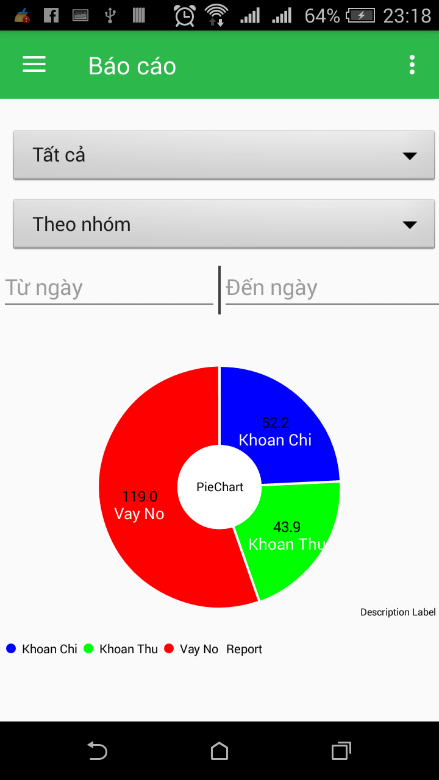 64% 23:18
Báo cáo
Tất cả
Theo nhóm
Từ ngày Đến ngày
52.2
Khoan Chi
119.0
Vay No
PieChart
43.9
Khoan Thu
Description Label
Khoan Chi Khoan Thu Vay No Report